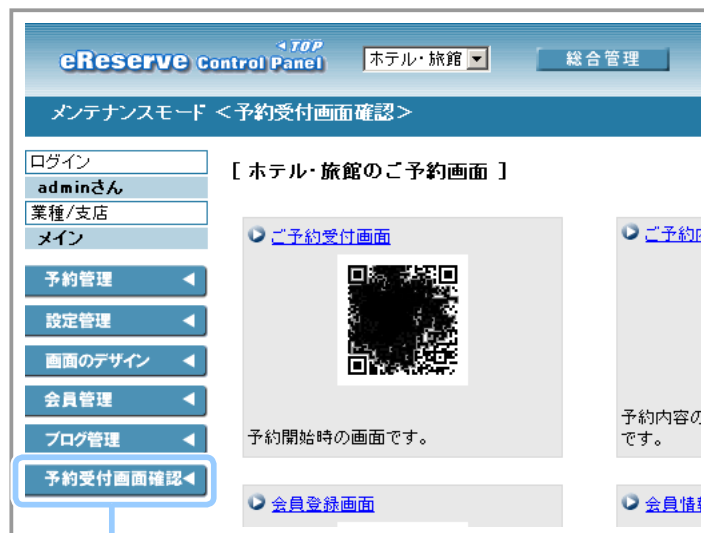 ◀TOP
eReserve Control Panel
ホテル・旅館
総合管理
メンテナンスモード <予約受付画面確認>
ログイン
adminさん
業種/支店
メイン
予約管理
設定管理
画面のデザイン
会員管理
ブログ管理
予約受付画面確認
[ ホテル・旅館のご予約画面 ]
ご予約受付画面
予約開始時の画面です。
ご予約
予約内容の
です。
会員登録画面
会員情